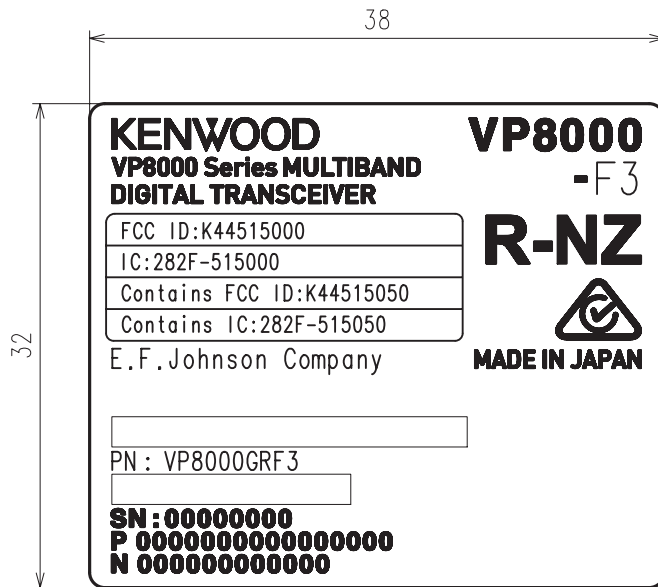 38
32
KENWOOD
VP8000 Series MULTIBAND
DIGITAL TRANSCEIVER
VP8000
-F3
R-NZ
FCC ID:K44515000
IC:282F-515000
Contains FCC ID:K44515050
Contains IC:282F-515050
E.F.Johnson Company
MADE IN JAPAN
PN: VP8000GRF3
SN:00000000
P 0000000000000000
N 000000000000